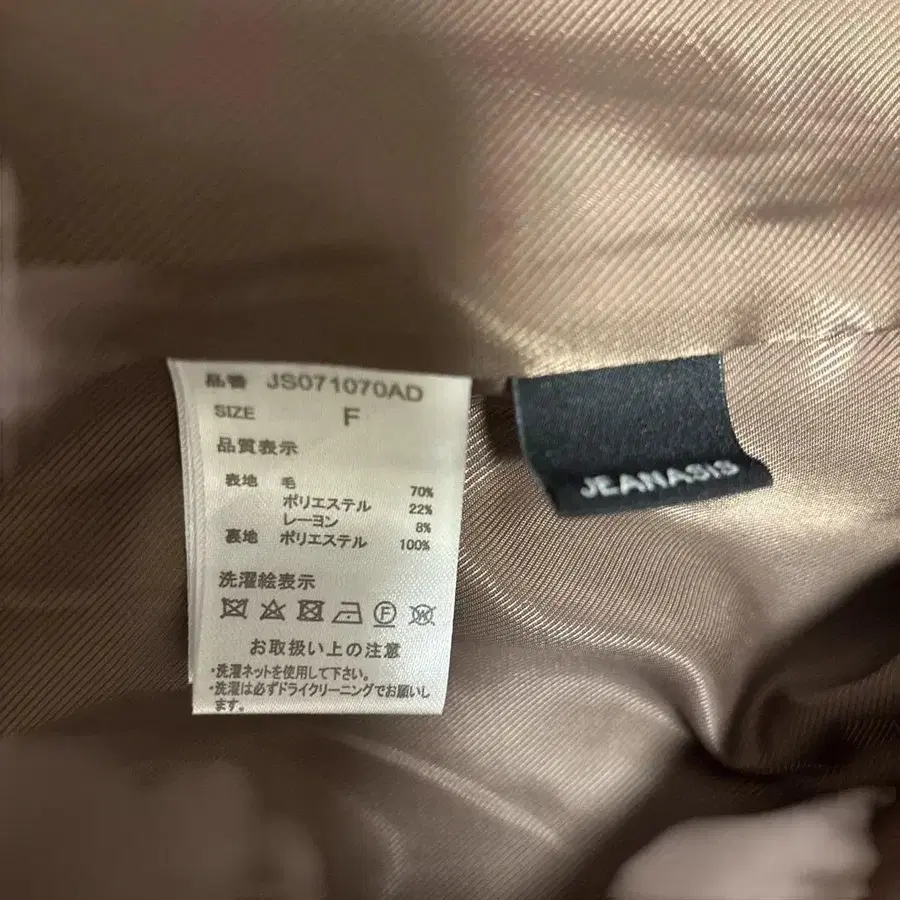 品番 JS071070AD
SIZE F
品質表示
表地 毛 70%
ポリエステル 22%
レーヨン 8%
裏地 ポリエステル 100%
洗濯絵表示
F W
お取扱い上の注意
・洗濯ネットを使用して下さい。
・洗濯は必ずドライクリーニングでお願いし
ます。
JEANASIS